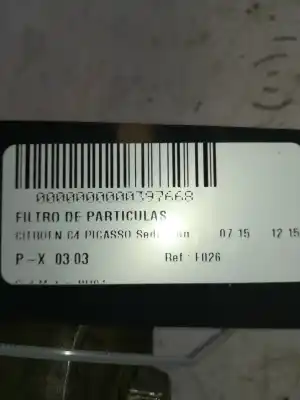 0000000000397668
FILTRO DE PARTICULAS
CITROEN C4 PICASSO 07 15 12 15
P-X 03 03 Ref: F026